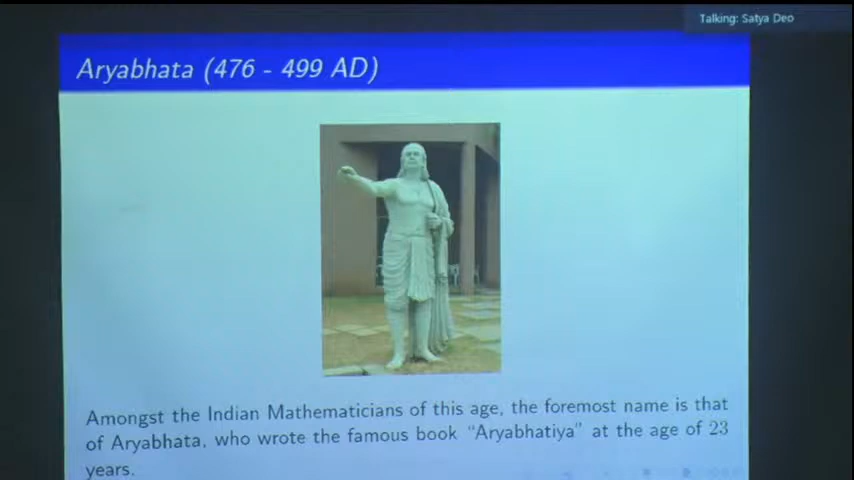 Talking: Satya Deo
Aryabhata (476 - 499 AD)
Amongst the Indian Mathematicians of this age, the foremost name is that
of Aryabhata, who wrote the famous book "Aryabhatiya" at the age of 23
years.